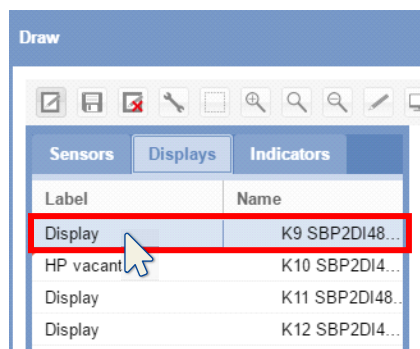 Draw
Sensors Displays Indicators
Label Name
Display K9 SBP2DI48...
HP vacant K10 SBP2DI4...
Display K11 SBP2DI48..
Display K12 SBP2DI4...